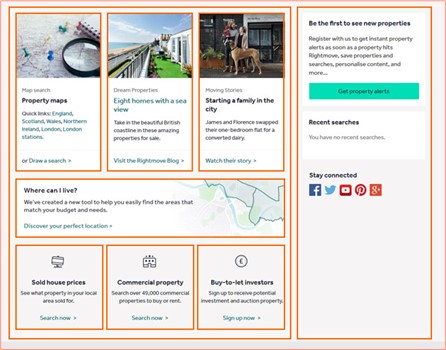 Map search
Property maps
Quick links: England,
Scotland, Wales, Northern
Ireland, London, London
stations.
or Draw a search >
Dream Properties
Eight homes with a sea
view
Take in the beautiful British
coastline in these amazing
properties for sale.
Visit the Rightmove Blog >
Moving Stories
Starting a family in the
city
James and Florence swapped
their one-bedroom flat for a
converted dairy.
Watch their story >
Where can I live?
We've created a new tool to help you easily find the areas that
match your budget and needs.
Discover your perfect location >
Sold house prices
See what property in your local
area sold for.
Search now >
Commercial property
Search over 49,000 commercial
properties to buy or rent.
Search now >
€
Buy-to-let investors
Sign up to receive potential
investment and auction property.
Sign up now >
Be the first to see new properties
Register with us to get instant property
alerts as soon as a property hits
Rightmove, save properties and
searches, personalise content, and
more...
Get property alerts
Recent searches
You have no recent searches.
Stay connected